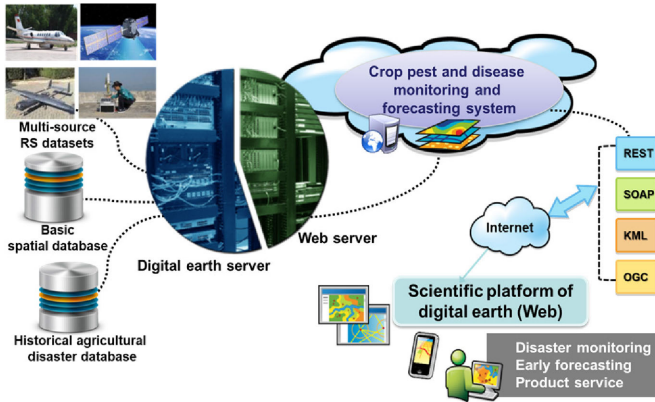 Multi-source
RS datasets
Basic
spatial database
Historical agricultural
disaster database
Digital earth server
Web server
Crop pest and disease
monitoring and
forecasting system
REST
SOAP
KML
OGC
Internet
Scientific platform of
digital earth (Web)
Disaster monitoring
Early forecasting
Product service